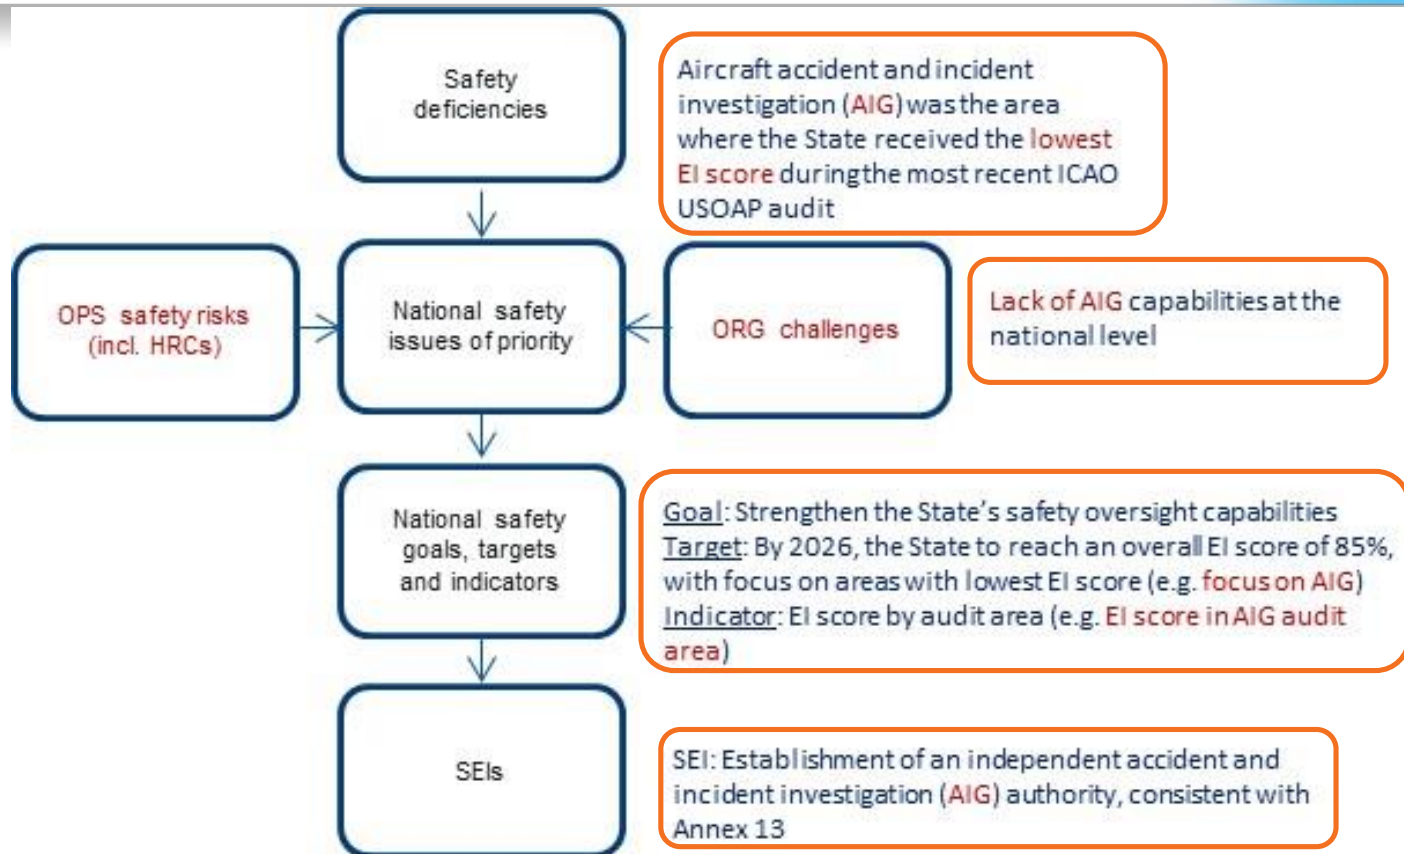 Safety
deficiencies
Aircraft accident and incident
investigation (AIG) was the area
where the State received the lowest
EI score during the most recent ICAO
USOAP audit
OPS safety risks
(incl. HRCs)
National safety
issues of priority
ORG challenges
Lack of AIG capabilities at the
national level
National safety
goals, targets
and indicators
Goal: Strengthen the State's safety oversight capabilities
Target: By 2026, the State to reach an overall EI score of 85%,
with focus on areas with lowest EI score (e.g. focus on AIG)
Indicator: EI score by audit area (e.g. EI score in AIG audit
area)
SEIs
SEI: Establishment of an independent accident and
incident investigation (AIG) authority, consistent with
Annex 13